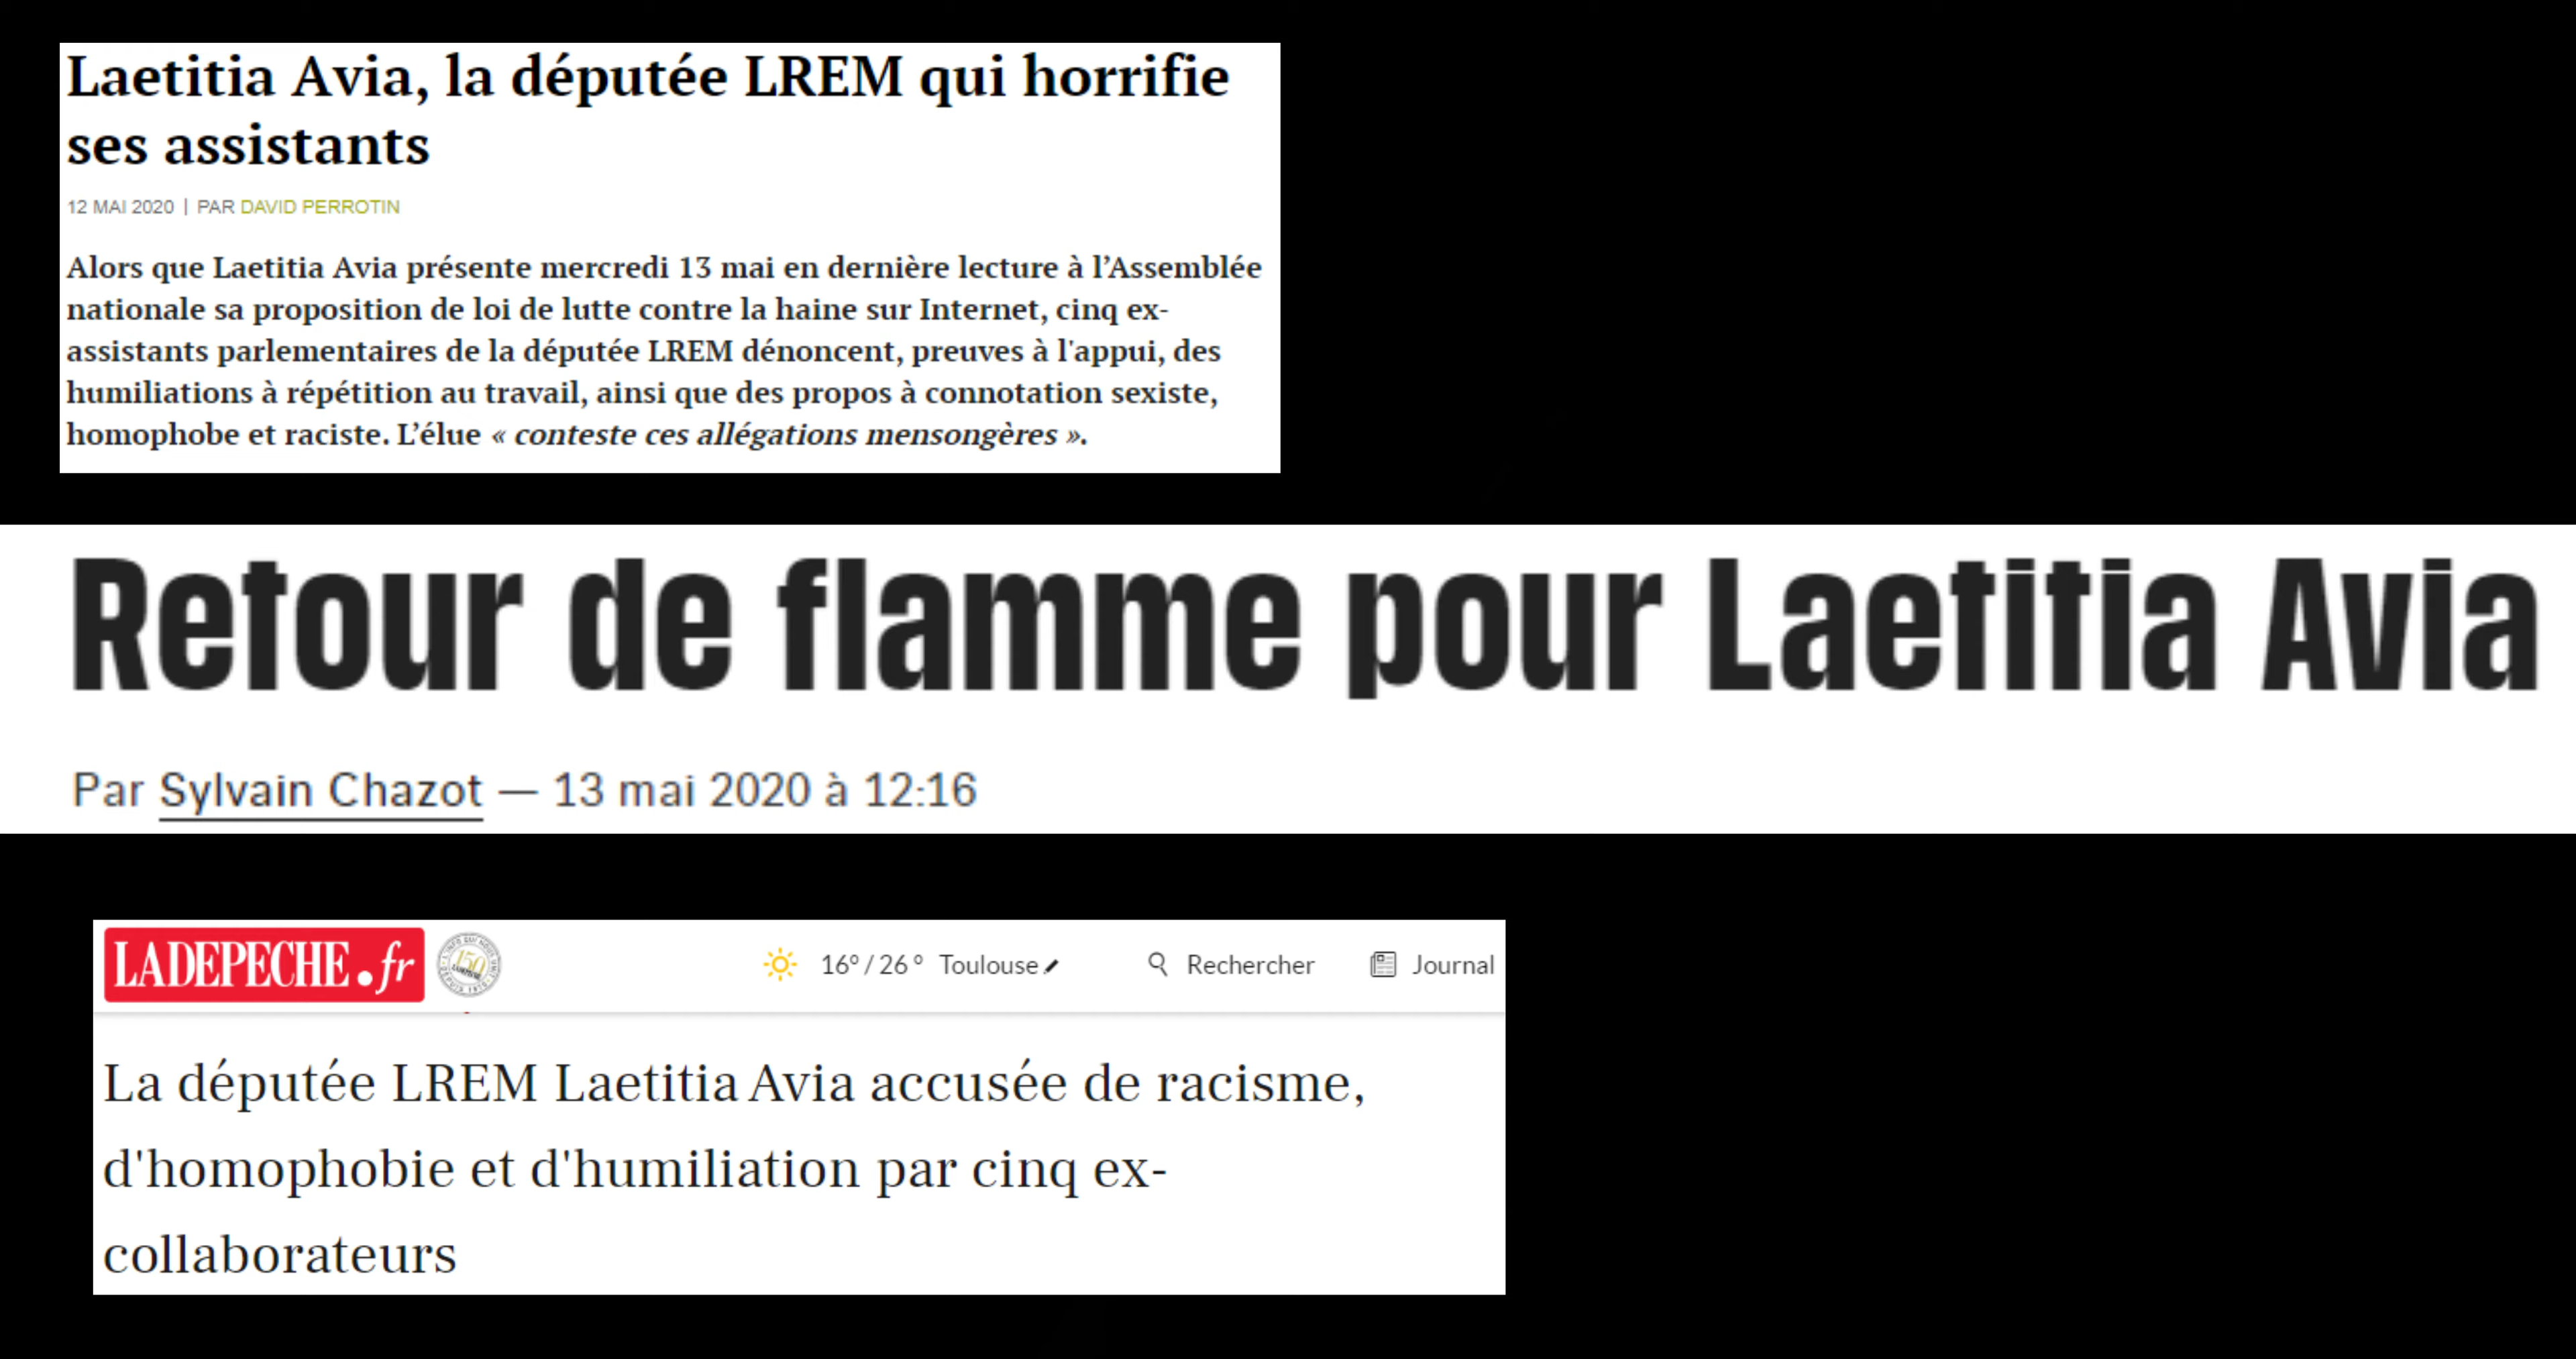 Laetitia Avia, la députée LREM qui horrifie
ses assistants
12 MAI 2020 | PAR DAVID PERROTIN
Alors que Laetitia Avia présente mercredi 13 mai en dernière lecture à l’Assemblée
nationale sa proposition de loi de lutte contre la haine sur Internet, cinq ex-
assistants parlementaires de la députée LREM dénoncent, preuves à l'appui, des
humiliations à répétition au travail, ainsi que des propos à connotation sexiste,
homophobe et raciste. L’élue « conteste ces allégations mensongères ».
Retour de flamme pour Laetitia Avia
Par Sylvain Chazot — 13 mai 2020 à 12:16
LADEPECHE.fr
150
16° / 26° Toulouse
Rechercher
Journal
La députée LREM Laetitia Avia accusée de racisme,
d'homophobie et d'humiliation par cinq ex-
collaborateurs